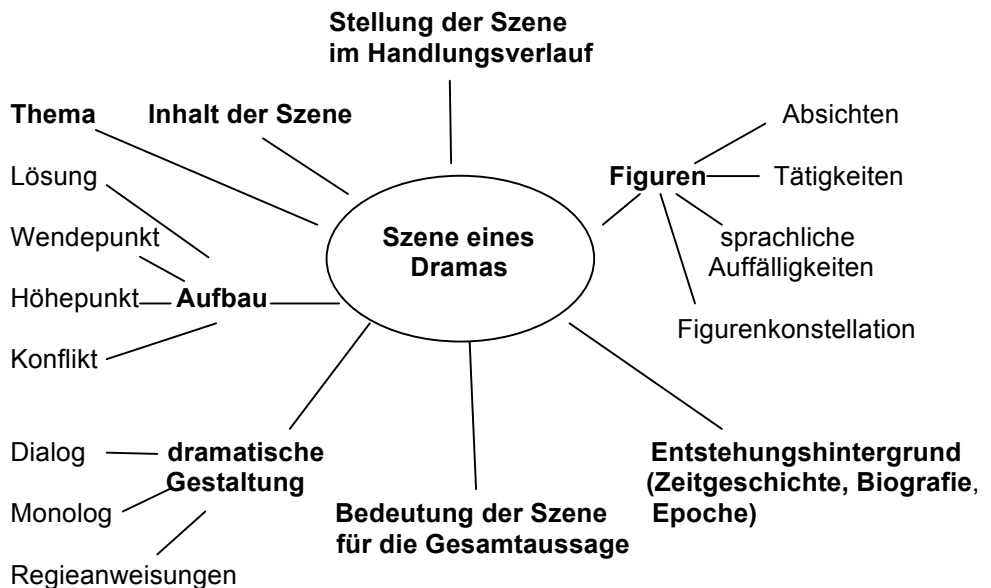 Stellung der Szene
im Handlungsverlauf
Thema
Inhalt der Szene
Absichten
Lösung
Figuren
Tätigkeiten
Wendepunkt
Szene eines
Dramas
sprachliche
Auffälligkeiten
Höhepunkt
Aufbau
Figurenkonstellation
Konflikt
Dialog
dramatische
Gestaltung
Entstehungshintergrund
(Zeitgeschichte, Biografie,
Epoche)
Monolog
Bedeutung der Szene
für die Gesamtaussage
Regieanweisungen